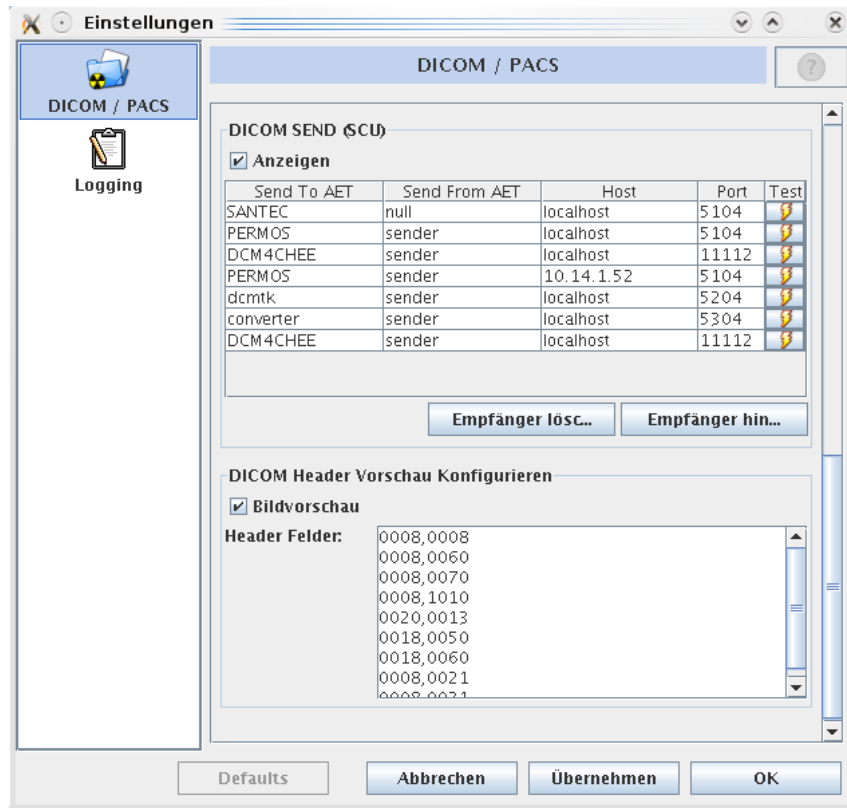 Einstellungen
DICOM / PACS
Logging
DICOM / PACS
?
DICOM SEND (SCU)
Anzeigen
Send To AET Send From AET Host Port Test
SANTEC null localhost 5104
PERMOS sender localhost 5104
DCM4CHEE sender localhost 11112
PERMOS sender 10.14.1.52 5104
dcmtk sender localhost 5204
converter sender localhost 5304
DCM4CHEE sender localhost 11112
Empfänger lösc... Empfänger hin...
DICOM Header Vorschau Konfigurieren
Bildvorschau
Header Felder:
0008,0008
0008,0060
0008,0070
0008,1010
0020,0013
0018,0050
0018,0060
0008,0021
0008,0031
Defaults Abbrechen Übernehmen OK